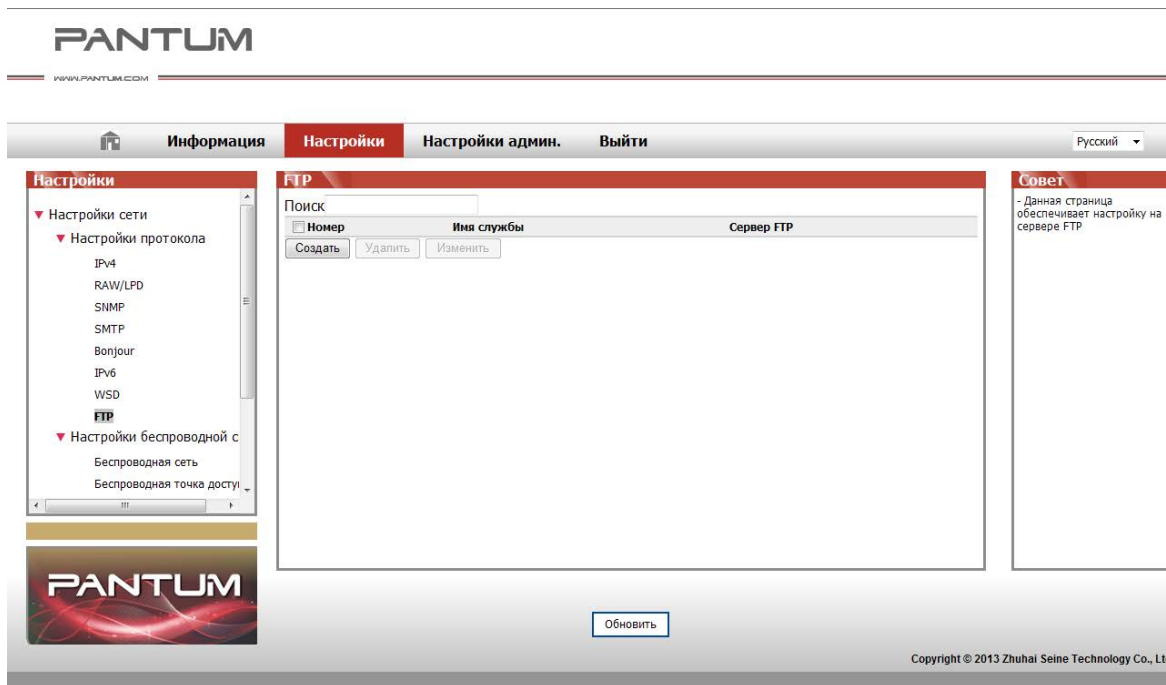 PANTUM
WWW.PANTUM.COM
Информация
Настройки
Настройки админ.
Выйти
Русский
Настройки
Настройки сети
Настройки протокола
IPv4
RAW/LPD
SNMP
SMTP
Bonjour
IPv6
WSD
FTP
Настройки беспроводной с
Беспроводная сеть
Беспроводная точка досту
FTP
Поиск
Номер Имя службы Сервер FTP
Создать Удалить Изменить
Совет
- Данная страница
обеспечивает настройку на
сервере FTP
PANTUM
Обновить
Copyright © 2013 Zhuhai Seine Technology Co., Lt